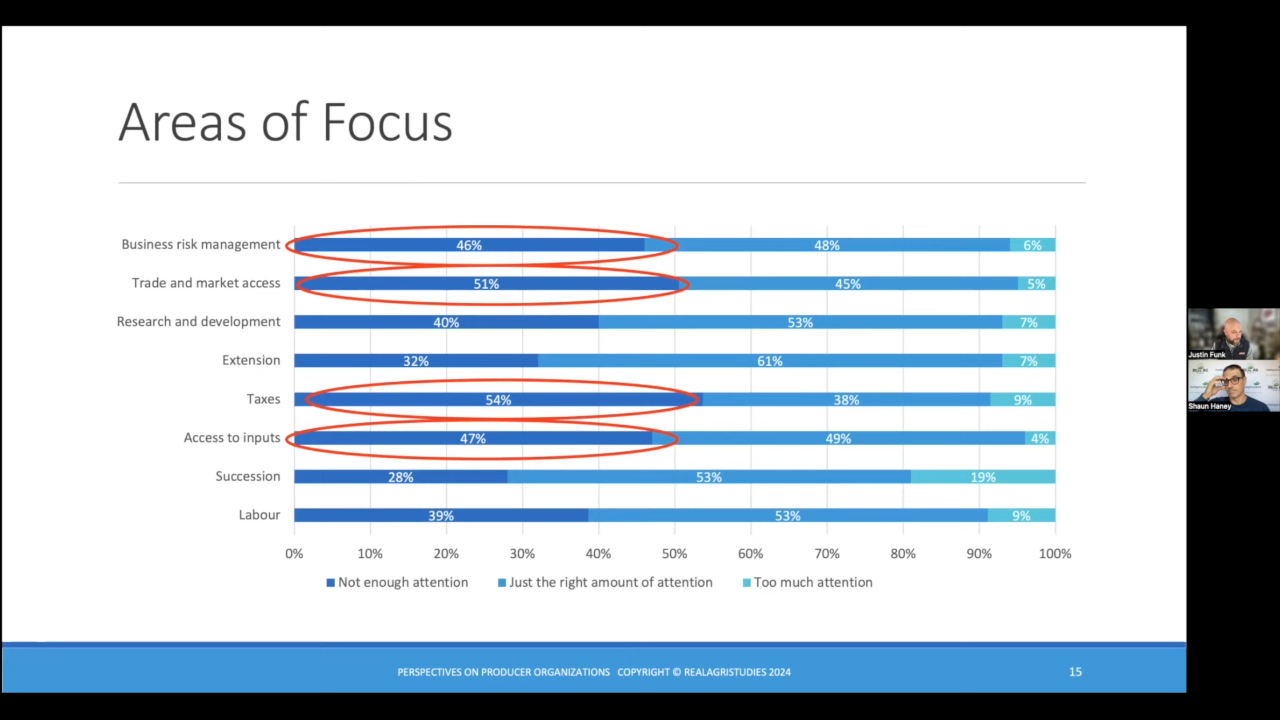 Areas of Focus
Business risk management 46% 48% 6%
Trade and market access 51% 45% 5%
Research and development 40% 53% 7%
Extension 32% 61% 7%
Taxes 54% 38% 9%
Access to inputs 47% 49% 4%
Succession 28% 53% 19%
Labour 39% 53% 9%
0% 10% 20% 30% 40% 50% 60% 70% 80% 90% 100%
Not enough attention Just the right amount of attention Too much attention
PERSPECTIVES ON PRODUCER ORGANIZATIONS COPYRIGHT © REALAGRISTUDIES 2024 15
Justin Funk
Shaun Haney